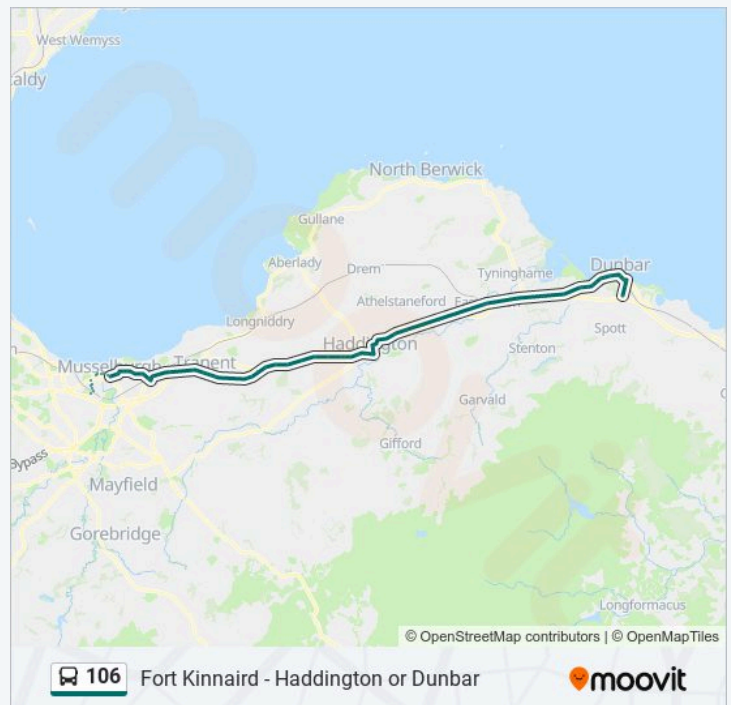 West Wemyss
aldy
North Berwick
Gullane
Aberlady
Drem
Tyninghame
Dunbar
Athelstaneford
Longniddry
Spott
Haddington
Stenton
Musselburgh
Tranent
Garvald
Gifford
Bypass
Mayfield
Gorebridge
Longformacus
© OpenStreetMap contributors | © OpenMapTiles
106 Fort Kinnaird - Haddington or Dunbar
moovit